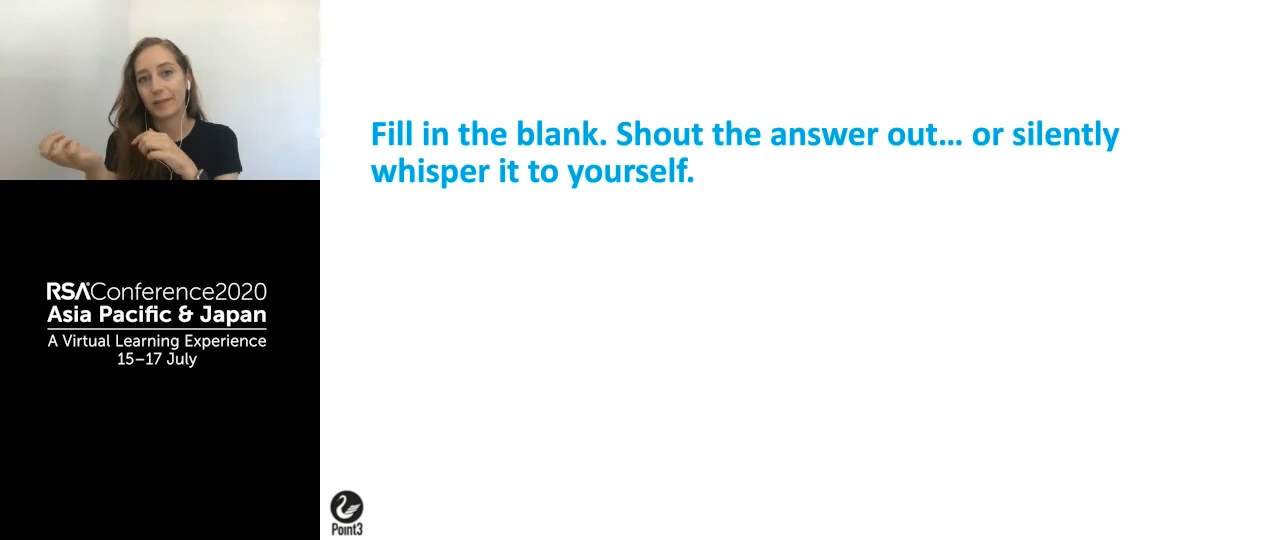 RSAConference2020
Asia Pacific & Japan
A Virtual Learning Experience
15–17 July
Fill in the blank. Shout the answer out... or silently
whisper it to yourself.
Point3